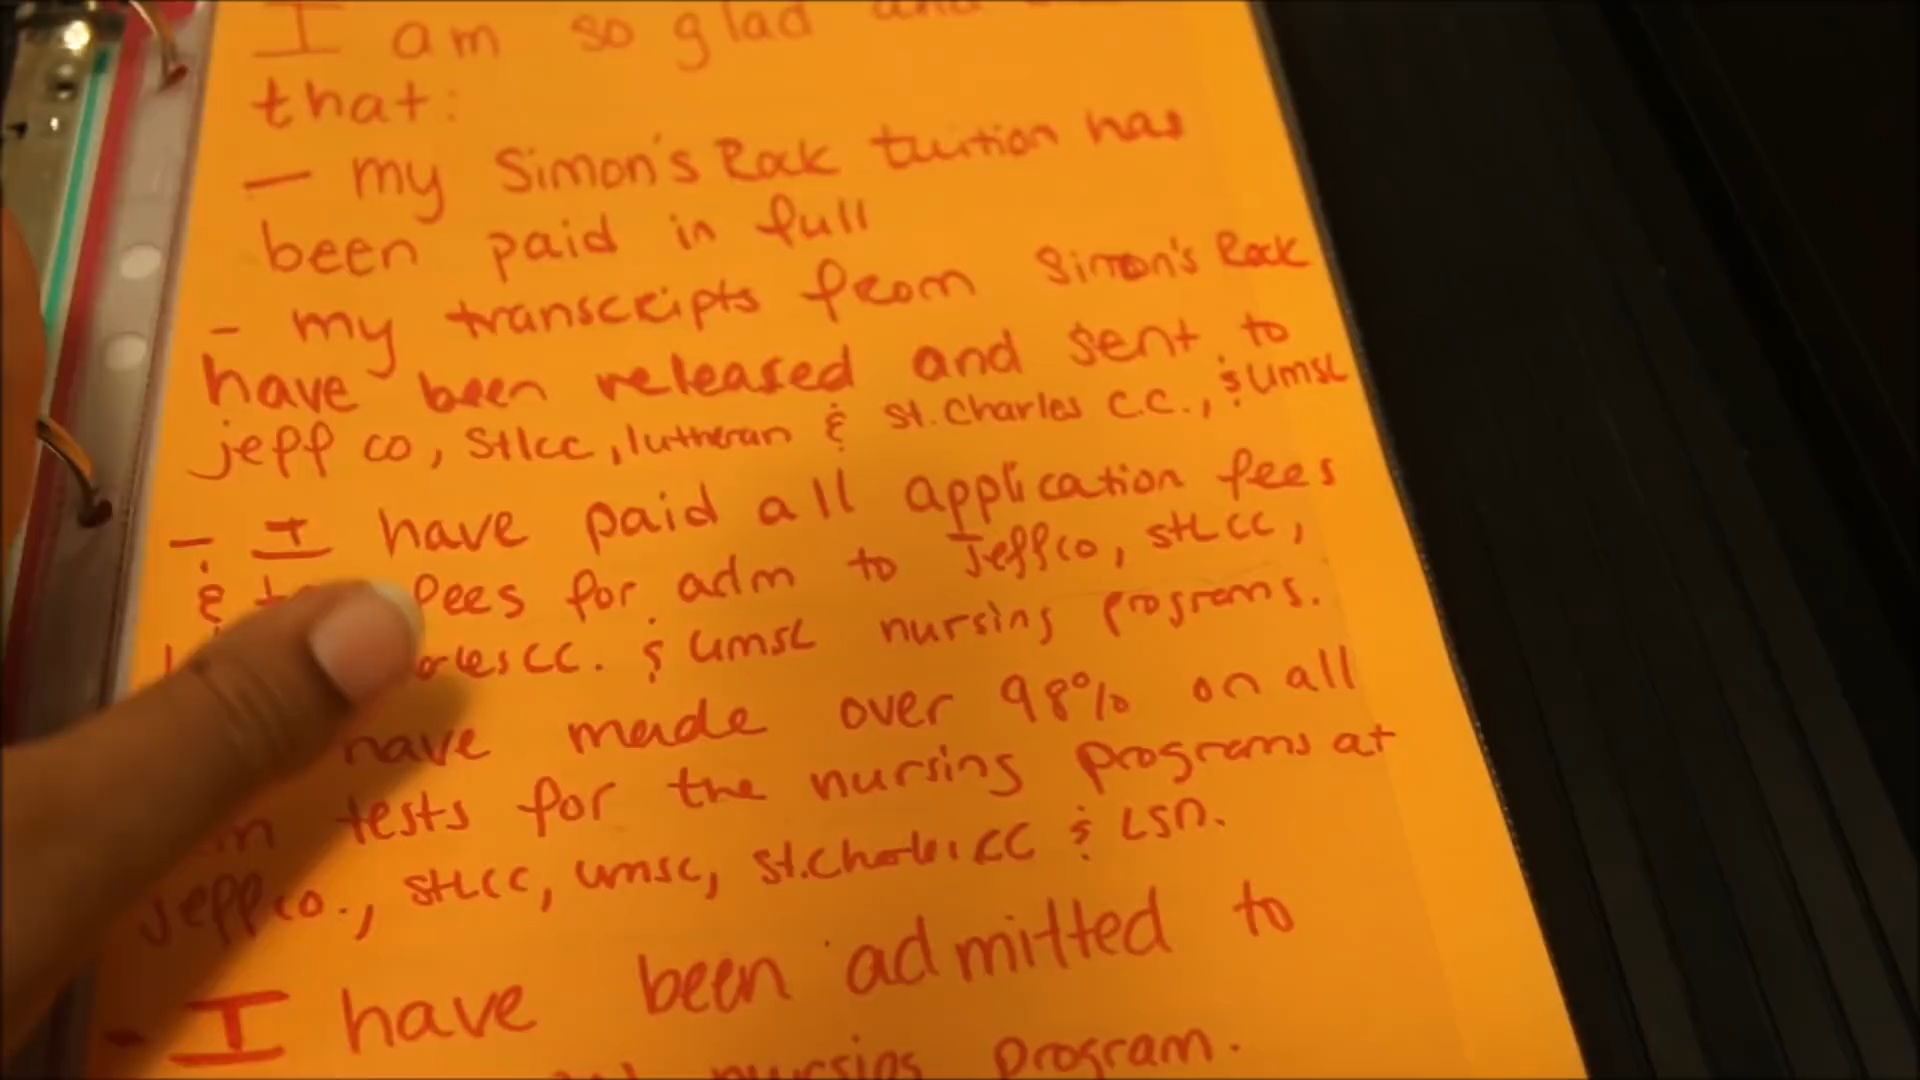 I am so glad and
that:
— my Simon's Rock tuition has
been paid in full
- my transcripts from Simon's Rock
have been released and sent to
jeff co, Stlcc, lutheran & St. Charles C.C., & UMSL
- I have paid all application fees
& fees for adm to Jeffco, stLCC,
CC. & UMSL nursing programs.
have made over 98% on all
tests for the nursing programs at
Jeffco., stLCC, umsc, St. Charles CC & LSN.
- I have been admitted to
nursing program.